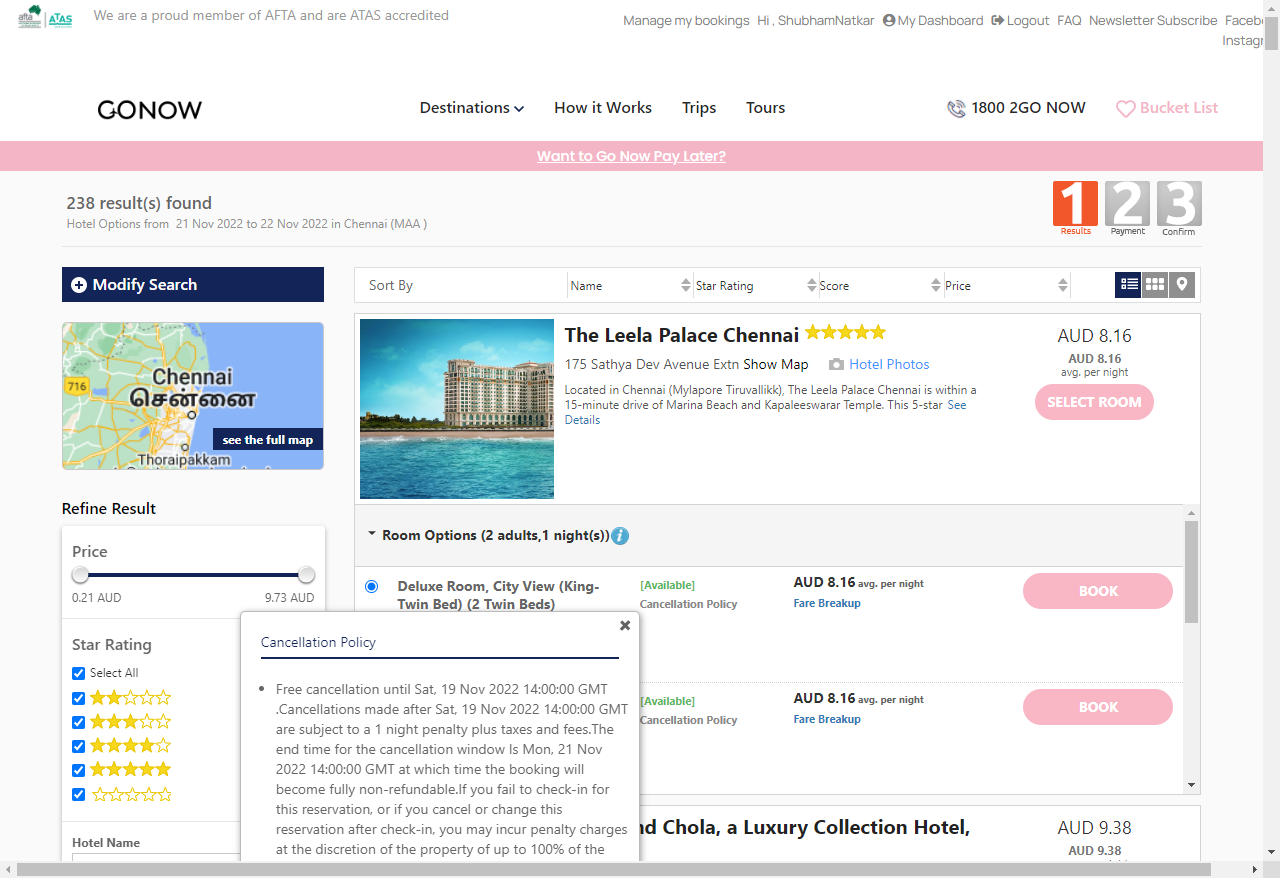 afta ATAS We are a proud member of AFTA and are ATAS accredited
Manage my bookings Hi , ShubhamNatkar My Dashboard Logout FAQ Newsletter Subscribe
GONOW Destinations How it Works Trips Tours 1800 2GO NOW Bucket List
Want to Go Now Pay Later?
238 result(s) found
Hotel Options from 21 Nov 2022 to 22 Nov 2022 in Chennai (MAA )
1 2 3
Results Payment Confirm
Modify Search
Sort By Name Star Rating Score Price
716
Chennai
சென்னை
see the full map
Thoraipakkam
Refine Result
Price
0.21 AUD 9.73 AUD
Star Rating
Select All
Hotel Name
The Leela Palace Chennai
175 Sathya Dev Avenue Extn Show Map Hotel Photos
Located in Chennai (Mylapore Tiruvallikk), The Leela Palace Chennai is within a
15-minute drive of Marina Beach and Kapaleeswarar Temple. This 5-star See
Details
AUD 8.16
AUD 8.16
avg. per night
SELECT ROOM
Room Options (2 adults,1 night(s)) i
Deluxe Room, City View (King-
Twin Bed) (2 Twin Beds)
[Available]
Cancellation Policy
AUD 8.16 avg. per night
Fare Breakup
BOOK
[Available]
Cancellation Policy
AUD 8.16 avg. per night
Fare Breakup
BOOK
Cancellation Policy
Free cancellation until Sat, 19 Nov 2022 14:00:00 GMT
.Cancellations made after Sat, 19 Nov 2022 14:00:00 GMT
are subject to a 1 night penalty plus taxes and fees.The
end time for the cancellation window Is Mon, 21 Nov
2022 14:00:00 GMT at which time the booking will
become fully non-refundable.If you fail to check-in for
this reservation, or if you cancel or change this
reservation after check-in, you may incur penalty charges
at the discretion of the property of up to 100% of the
Chola, a Luxury Collection Hotel,
AUD 9.38
AUD 9.38